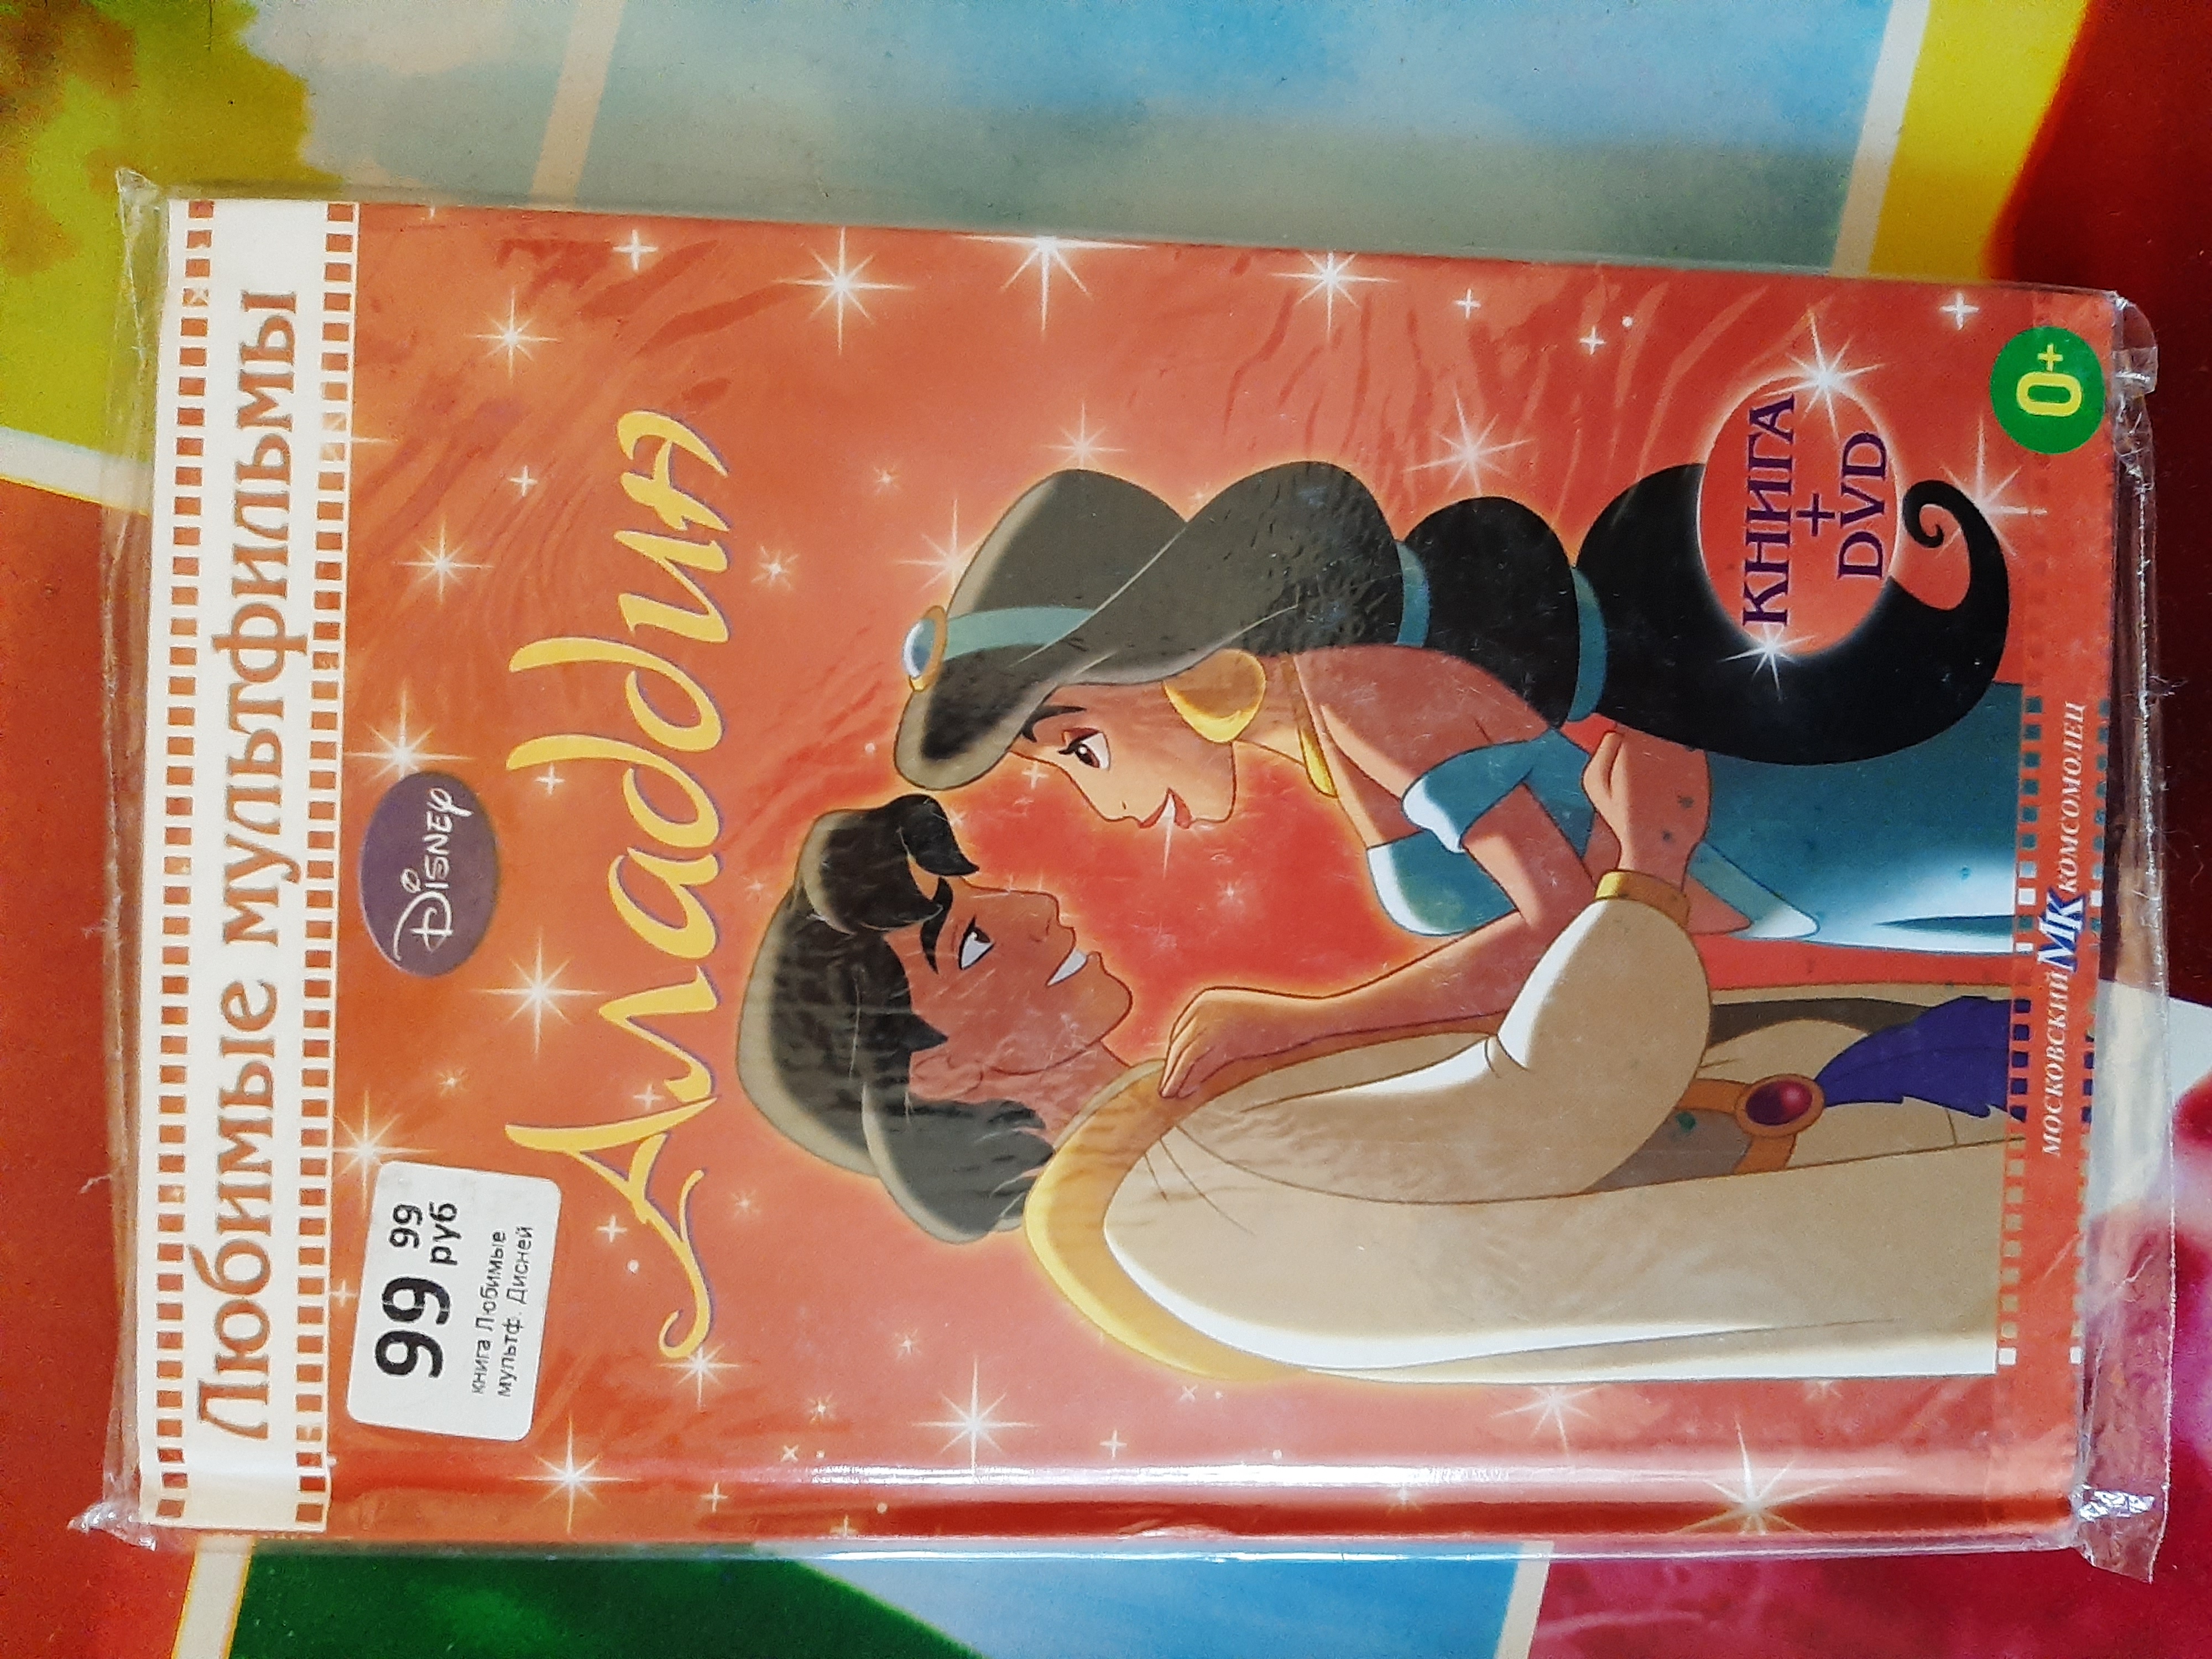 Любимые мультфильмы
DISNEY
99 99
руб
книга Любимые
мультф. Дисней
Аладдин
КНИГА
+
DVD
0+
МОСКОВСКИЙ МК КОМСОМОЛЕЦ